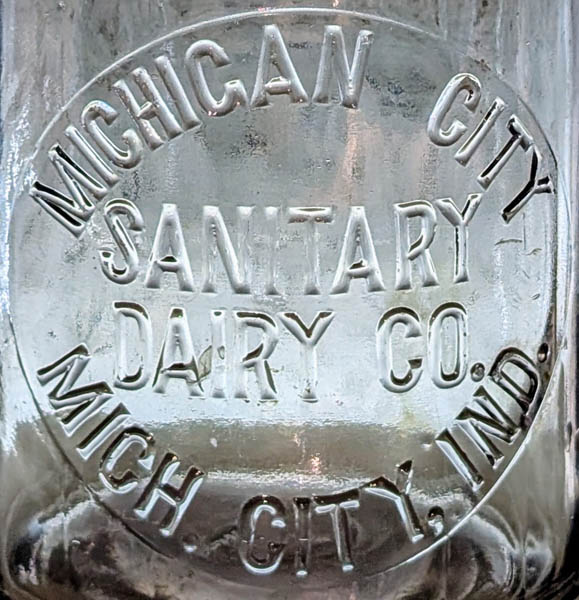 MICHIGAN CITY
SANITARY
DAIRY CO.
MICH. CITY, IND.